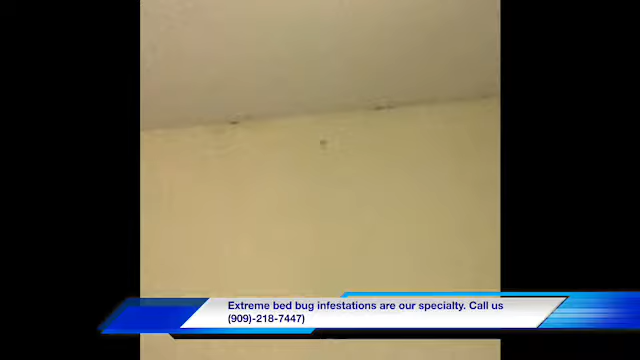 Extreme bed bug infestations are our specialty. Call us
(909)-218-7447)